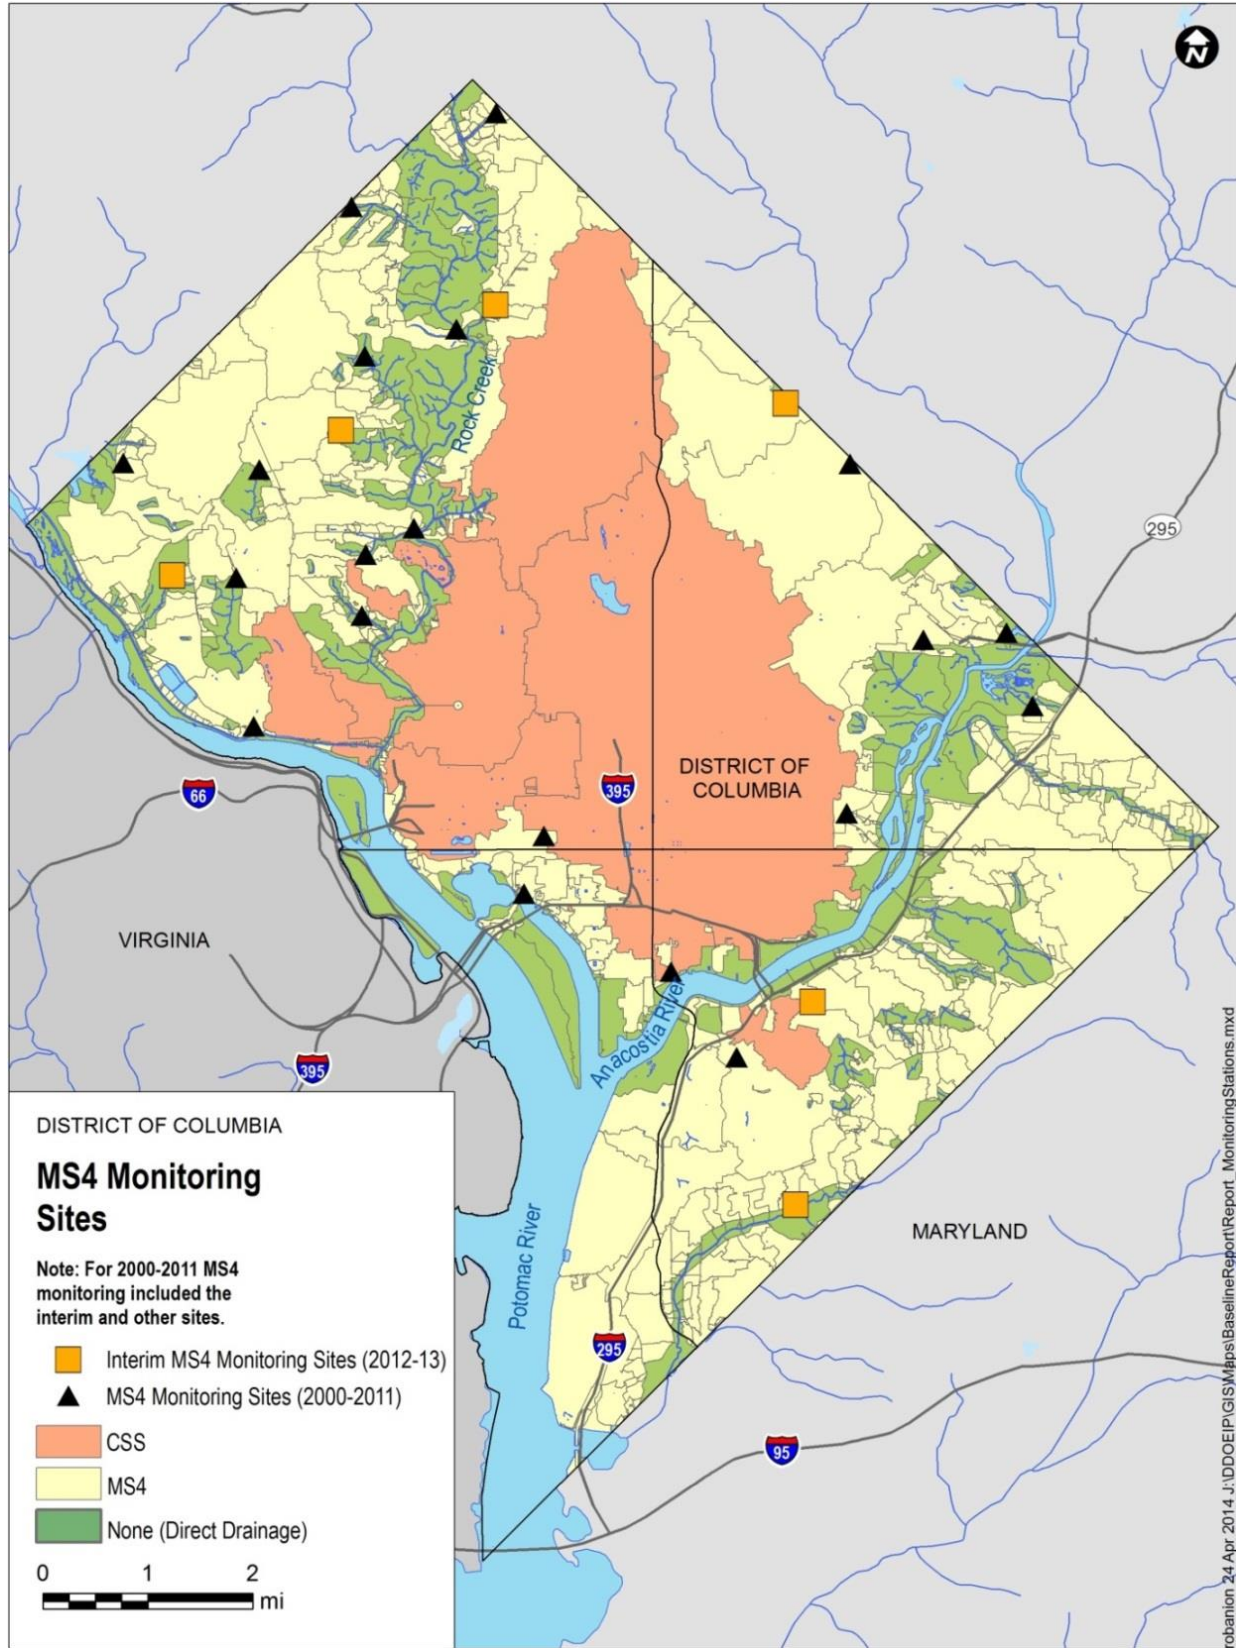 N
Rock Creek
295
DISTRICT OF
COLUMBIA
395
66
VIRGINIA
Anacostia River
395
MARYLAND
Potomac River
295
95
DISTRICT OF COLUMBIA
MS4 Monitoring
Sites
Note: For 2000-2011 MS4
monitoring included the
interim and other sites.
Interim MS4 Monitoring Sites (2012-13)
MS4 Monitoring Sites (2000-2011)
CSS
MS4
None (Direct Drainage)
0 1 2
mi
robanion 24 Apr 2014 J:\DDOEIP\GIS\Maps\BaselineReport\Report_MonitoringStations.mxd